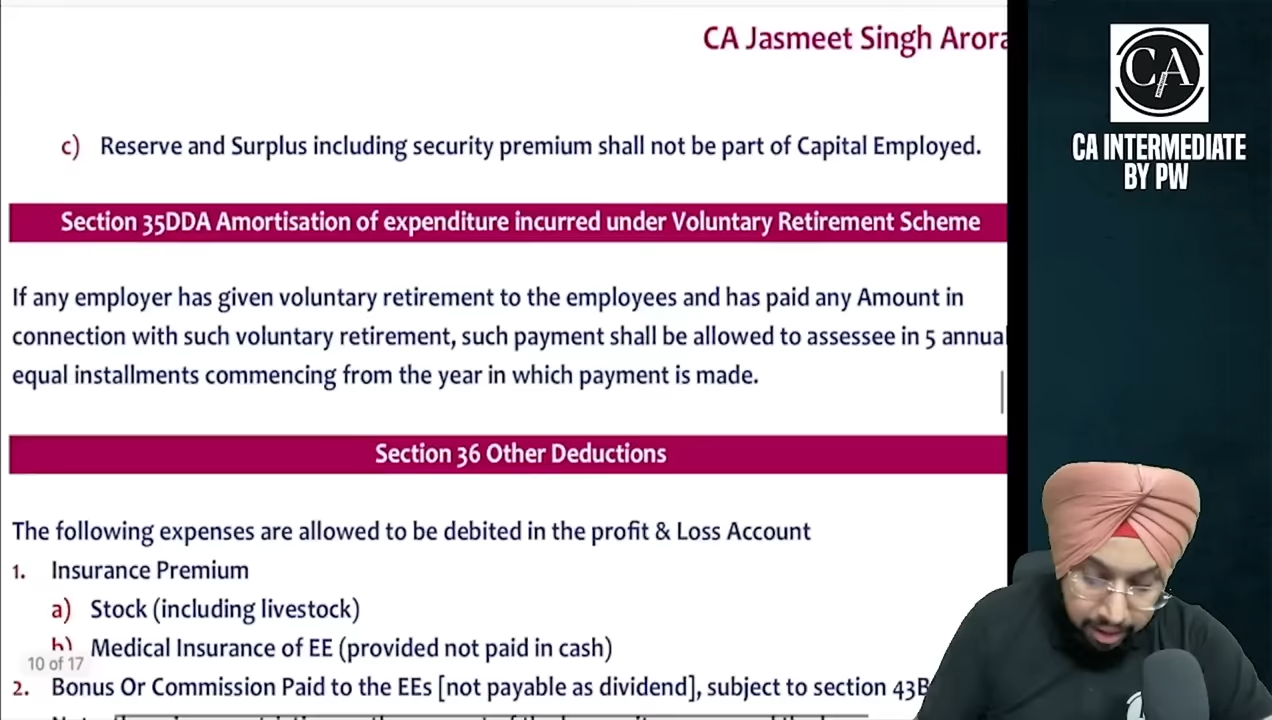 CA Jasmeet Singh Arora
CA
CA INTERMEDIATE
BY PW
c) Reserve and Surplus including security premium shall not be part of Capital Employed.
Section 35DDA Amortisation of expenditure incurred under Voluntary Retirement Scheme
If any employer has given voluntary retirement to the employees and has paid any Amount in
connection with such voluntary retirement, such payment shall be allowed to assessee in 5 annual
equal installments commencing from the year in which payment is made.
Section 36 Other Deductions
The following expenses are allowed to be debited in the profit & Loss Account
1. Insurance Premium
a) Stock (including livestock)
b) Medical Insurance of EE (provided not paid in cash)
10 of 17
2. Bonus Or Commission Paid to the EEs [not payable as dividend], subject to section 43B